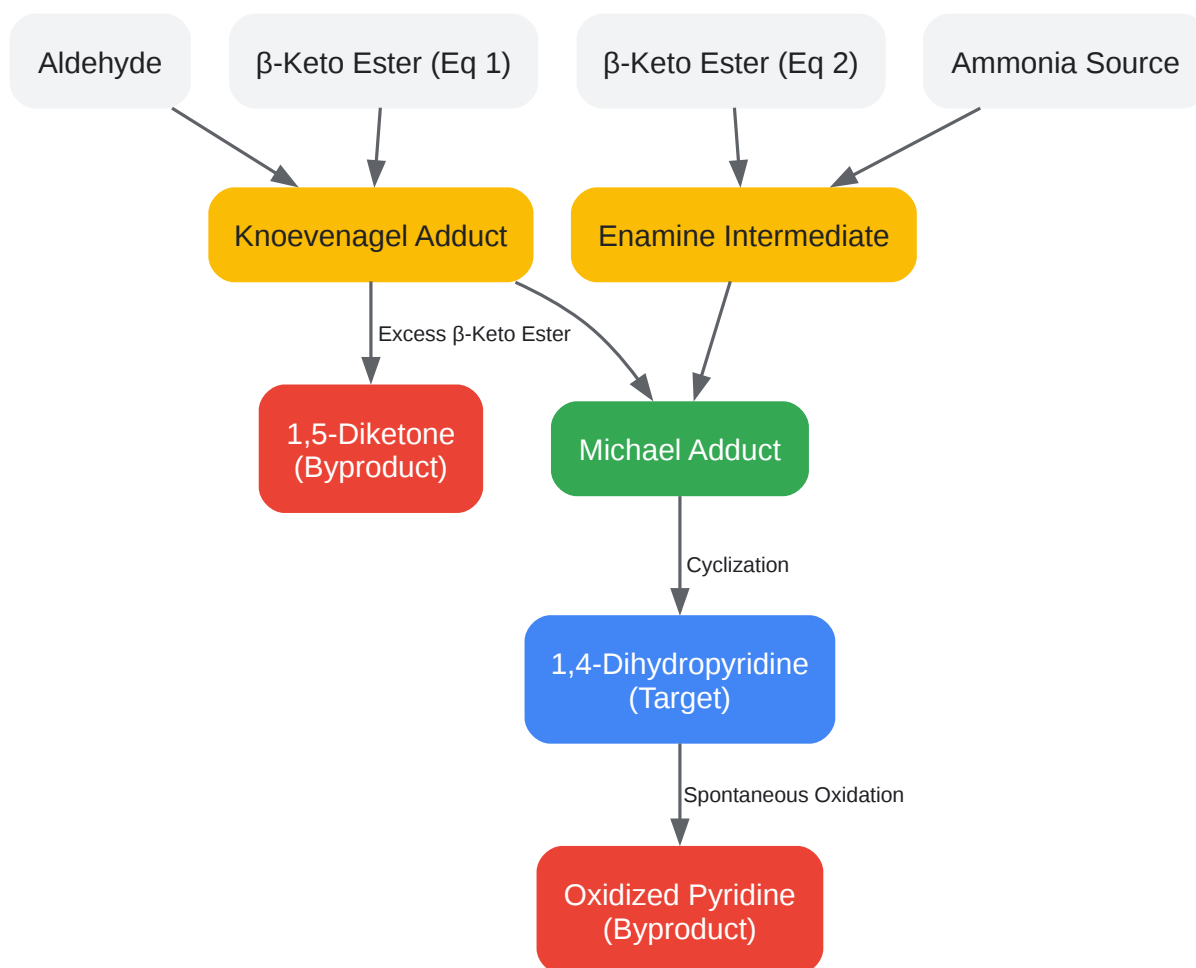 Aldehyde
β-Keto Ester (Eq 1)
β-Keto Ester (Eq 2)
Ammonia Source
Knoevenagel Adduct
Enamine Intermediate
Excess β-Keto Ester
1,5-Diketone
(Byproduct)
Michael Adduct
Cyclization
1,4-Dihydropyridine
(Target)
Spontaneous Oxidation
Oxidized Pyridine
(Byproduct)